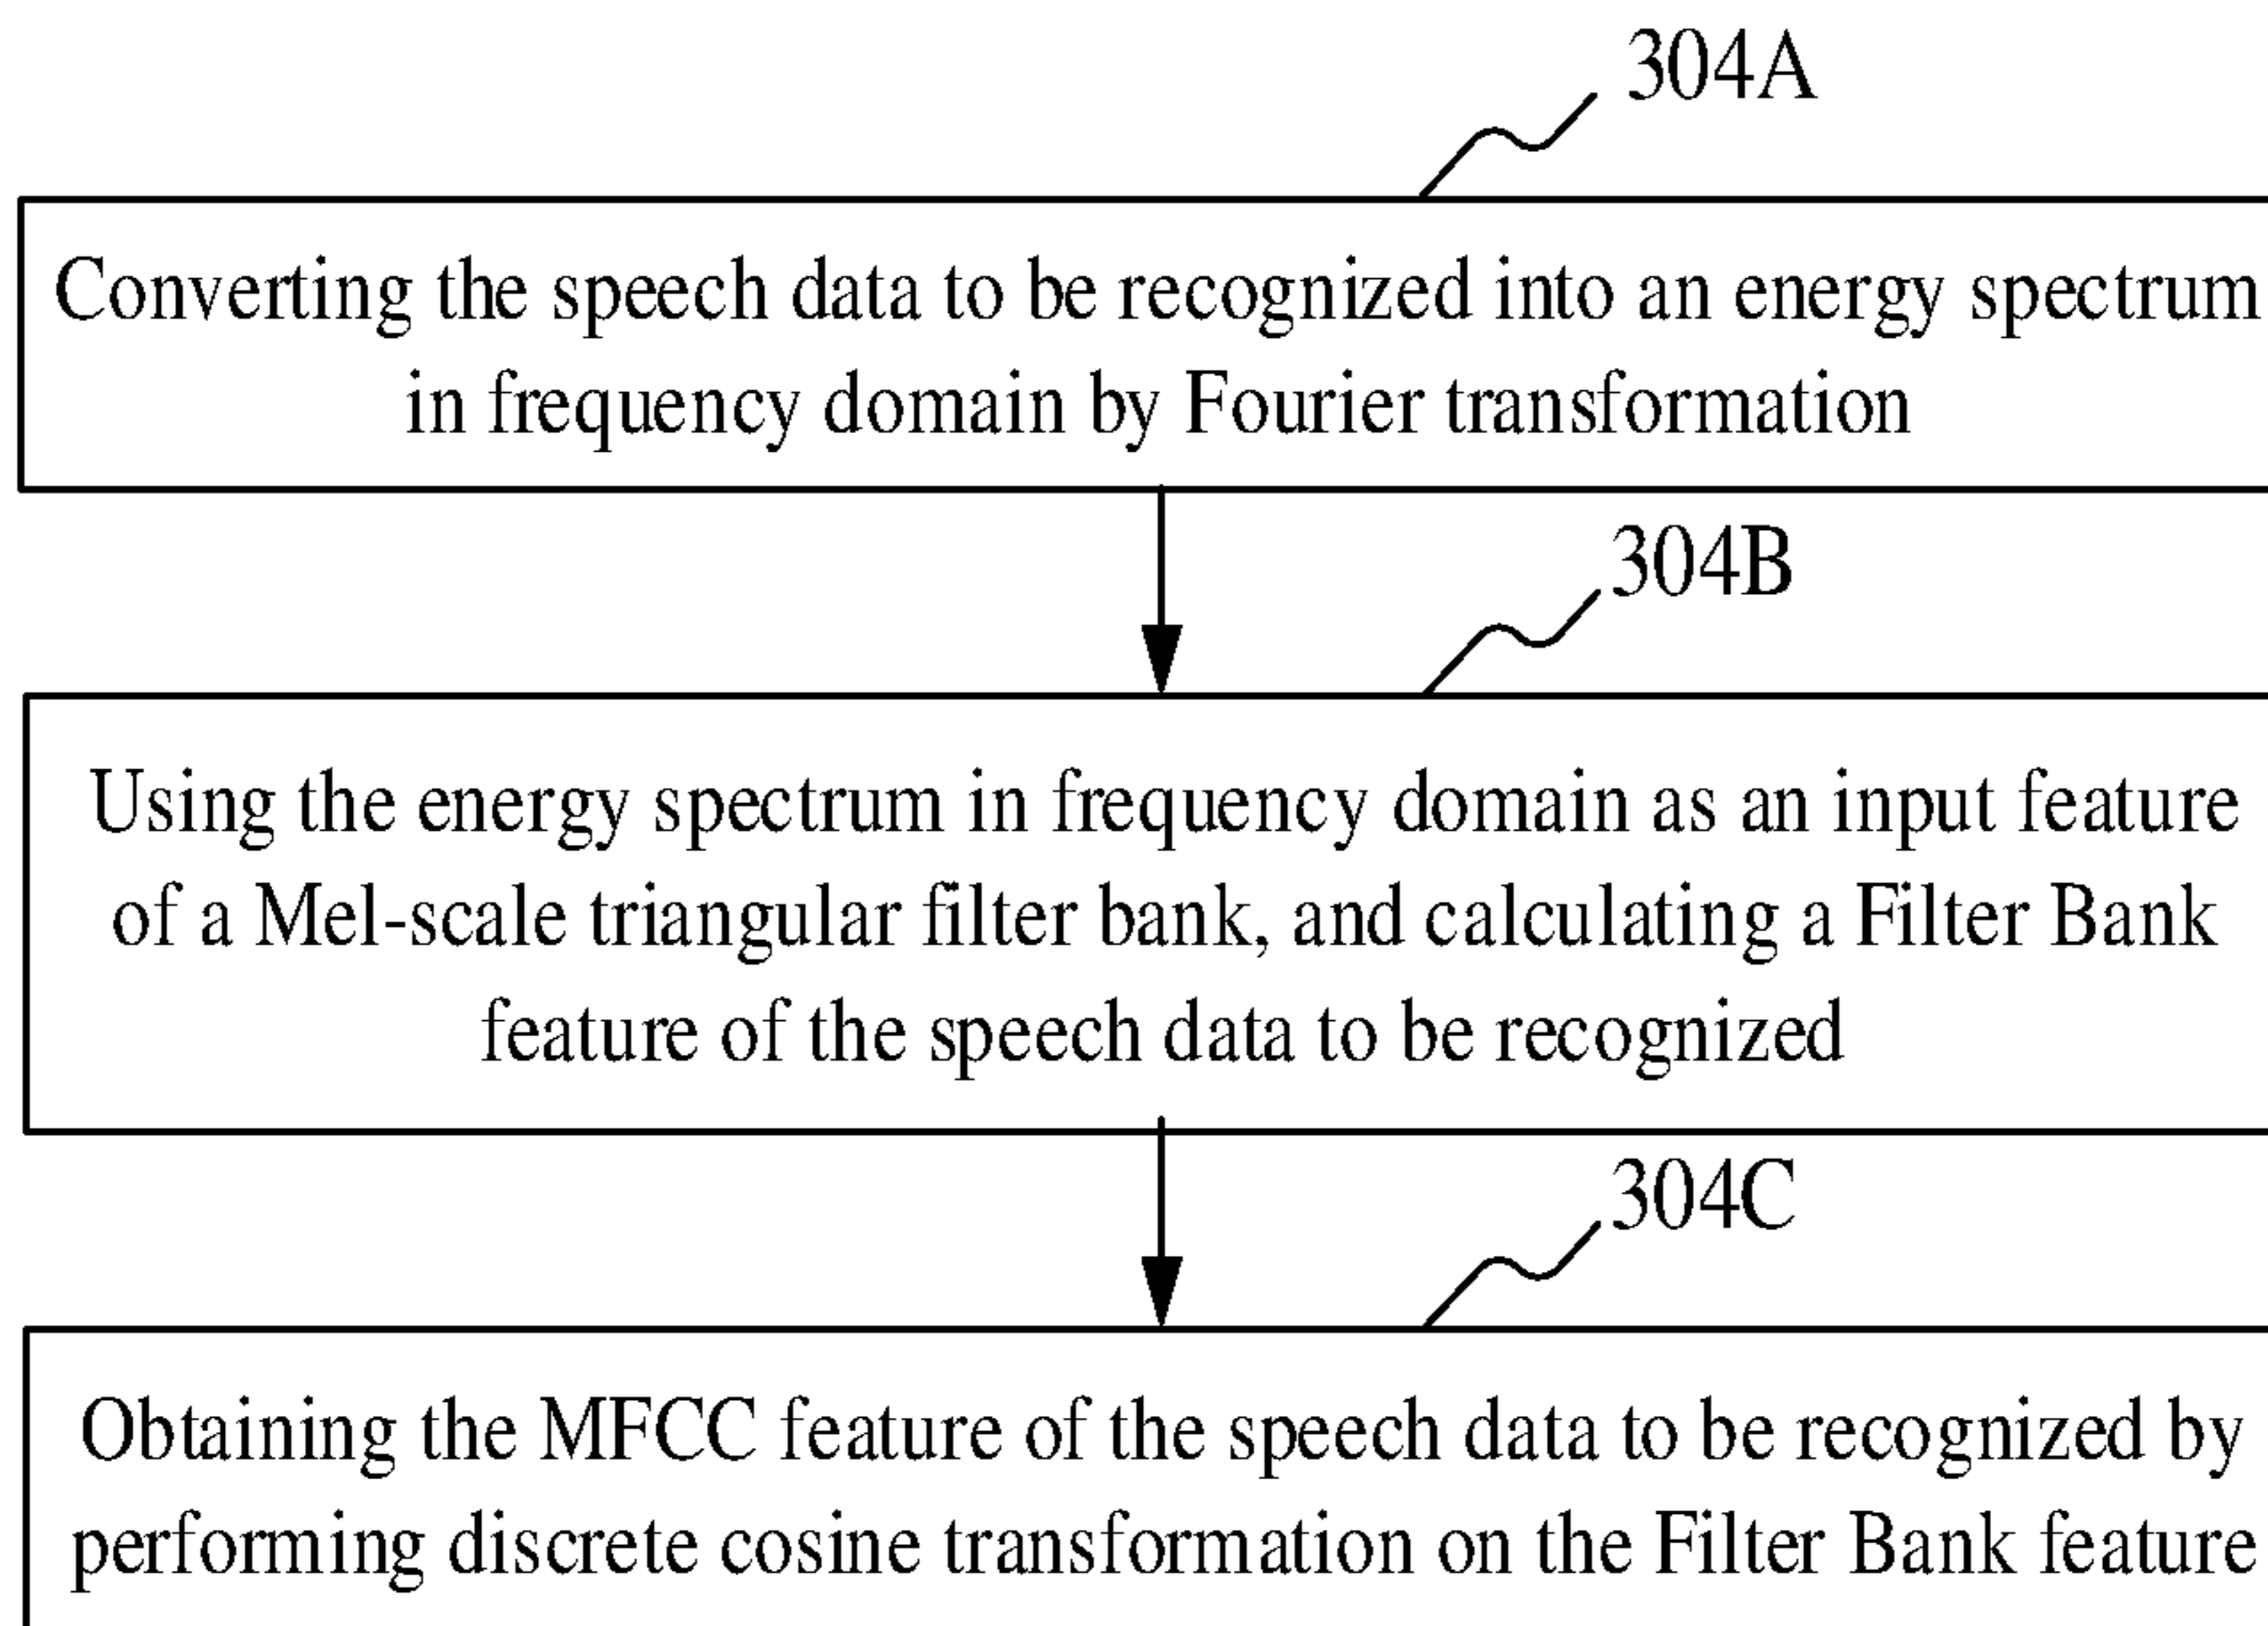 304A
Converting the speech data to be recognized into an energy spectrum
in frequency domain by Fourier transformation
304B
Using the energy spectrum in frequency domain as an input feature
of a Mel-scale triangular filter bank, and calculating a Filter Bank
feature of the speech data to be recognized
304C
Obtaining the MFCC feature of the speech data to be recognized by
performing discrete cosine transformation on the Filter Bank feature